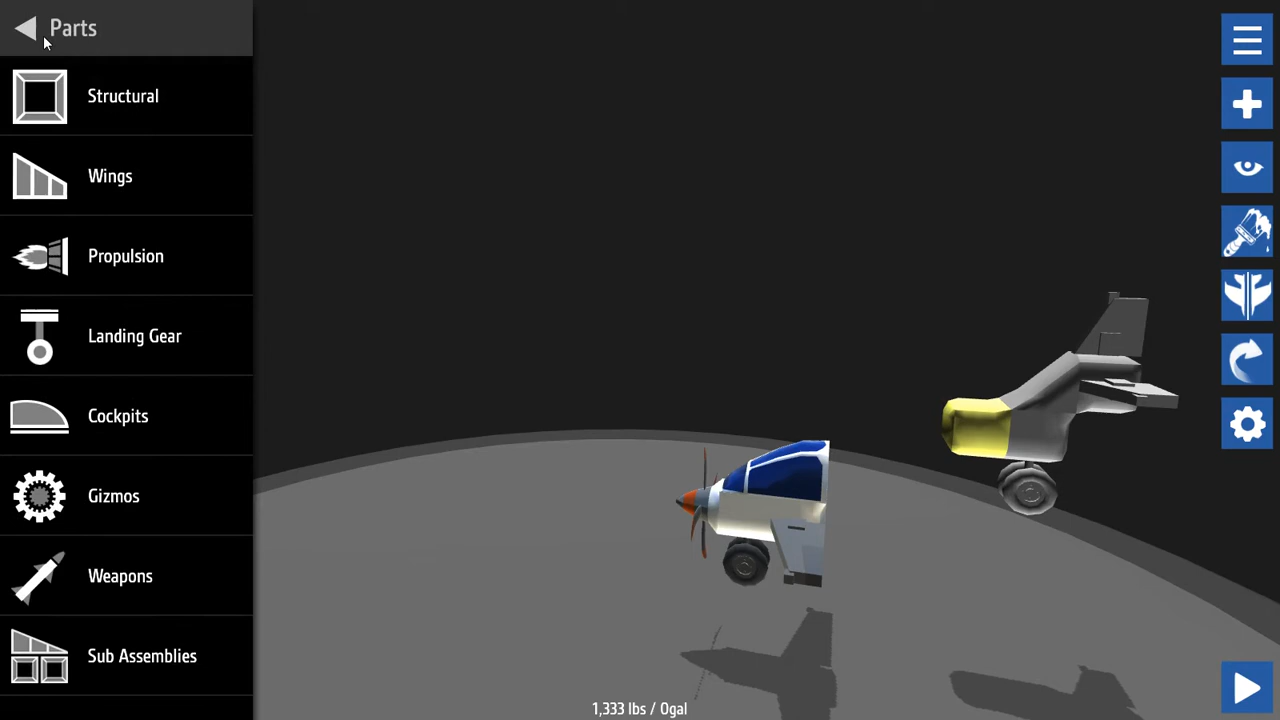 Parts
Structural
Wings
Propulsion
Landing Gear
Cockpits
Gizmos
Weapons
Sub Assemblies
1,333 lbs / 0gal